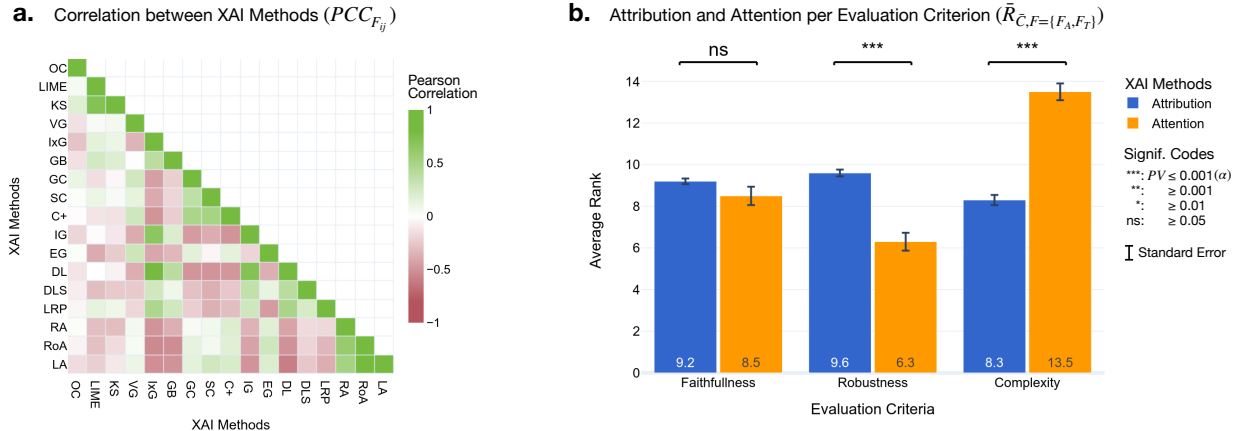 a. Correlation between XAI Methods (PCC_{F_{ij}})
Pearson
Correlation
1
0.5
0
−0.5
−1
XAI Methods
OC
LIME
KS
VG
IxG
GB
GC
SC
C+
IG
EG
DL
DLS
LRP
RA
RoA
LA
OC LIME KS VG IxG GB GC SC C+ IG EG DL DLS LRP RA RoA LA
XAI Methods
b. Attribution and Attention per Evaluation Criterion (R̄_{C̄,F={F_A,F_T}})
ns *** ***
Average Rank
14
12
10
8
6
4
2
0
9.2 8.5 9.6 6.3 8.3 13.5
Faithfullness Robustness Complexity
Evaluation Criteria
XAI Methods
Attribution
Attention
Signif. Codes
***: PV ≤ 0.001(α)
**: ≥ 0.001
*: ≥ 0.01
ns: ≥ 0.05
Standard Error